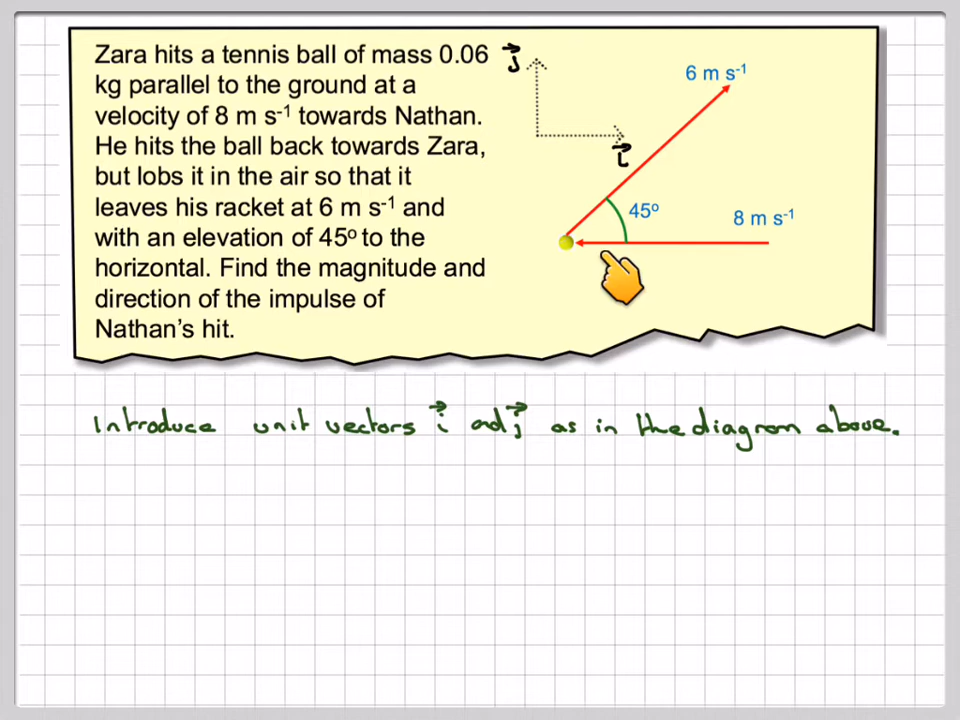 Zara hits a tennis ball of mass 0.06
kg parallel to the ground at a
velocity of 8 m s⁻¹ towards Nathan.
He hits the ball back towards Zara,
but lobs it in the air so that it
leaves his racket at 6 m s⁻¹ and
with an elevation of 45º to the
horizontal. Find the magnitude and
direction of the impulse of
Nathan's hit.
j⃗
i⃗
6 m s⁻¹
45º
8 m s⁻¹
Introduce unit vectors i⃗ and j⃗ as in the diagram above.